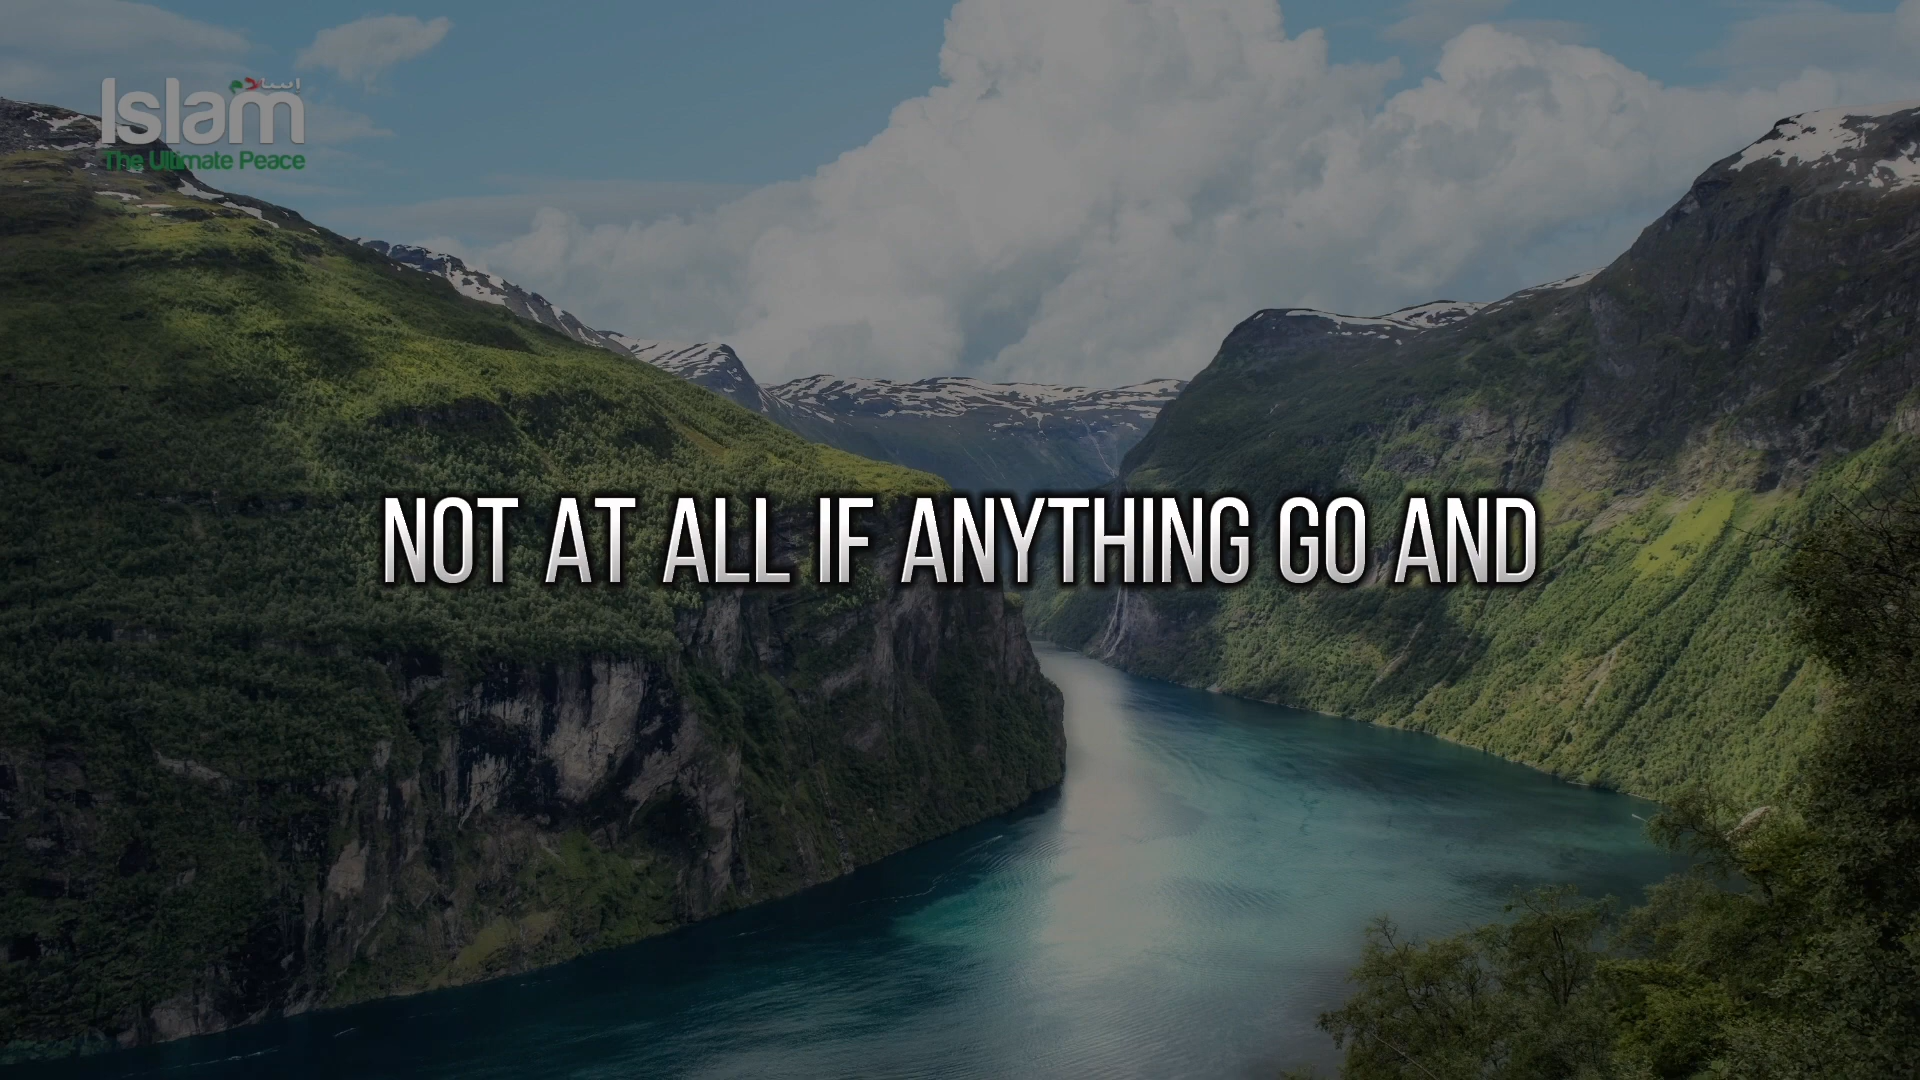 Islam
The Ultimate Peace
NOT AT ALL IF ANYTHING GO AND